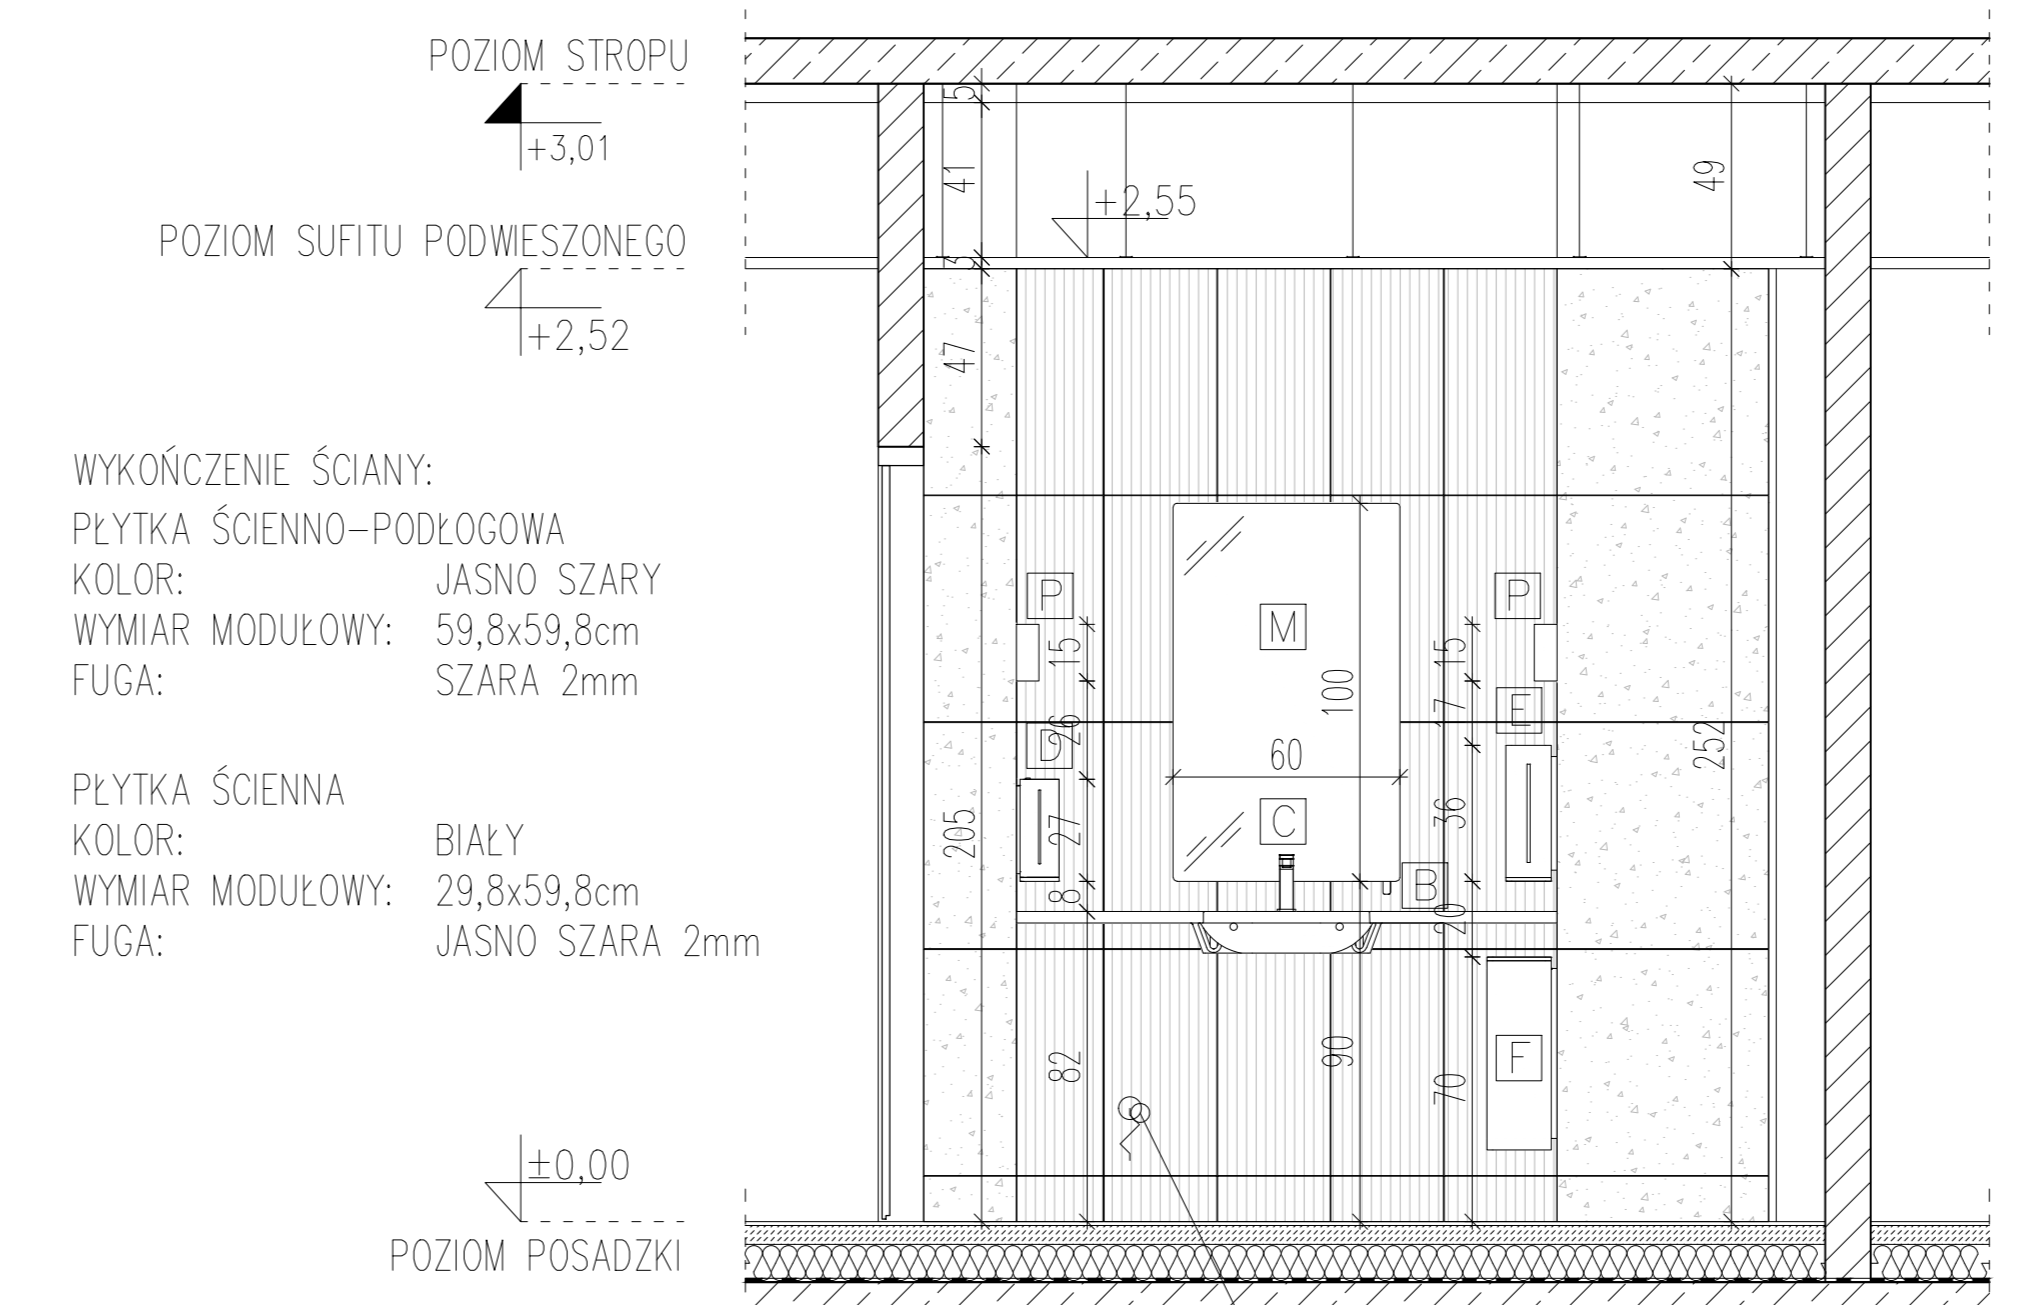 POZIOM STROPU
+3,01
POZIOM SUFITU PODWIESZONEGO
+2,52
WYKOŃCZENIE ŚCIANY:
PŁYTKA ŚCIENNO-PODŁOGOWA
KOLOR: JASNO SZARY
WYMIAR MODUŁOWY: 59,8x59,8cm
FUGA: SZARA 2mm
PŁYTKA ŚCIENNA
KOLOR: BIAŁY
WYMIAR MODUŁOWY: 29,8x59,8cm
FUGA: JASNO SZARA 2mm
±0,00
POZIOM POSADZKI
5
41
5
47
205
+2,55
49
252
P
15
26
D
27
8
82
M
100
60
C
B
90
P
15
17
E
36
20
F
70